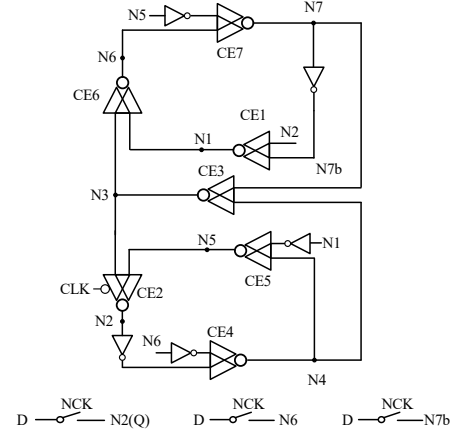 N7
N5
CE7
N6
CE6
CE1
N2
N1
N7b
CE3
N3
N5
N1
CE5
CLK
CE2
N2
N6
CE4
N4
NCK
D
N2(Q)
NCK
D
N6
NCK
D
N7b